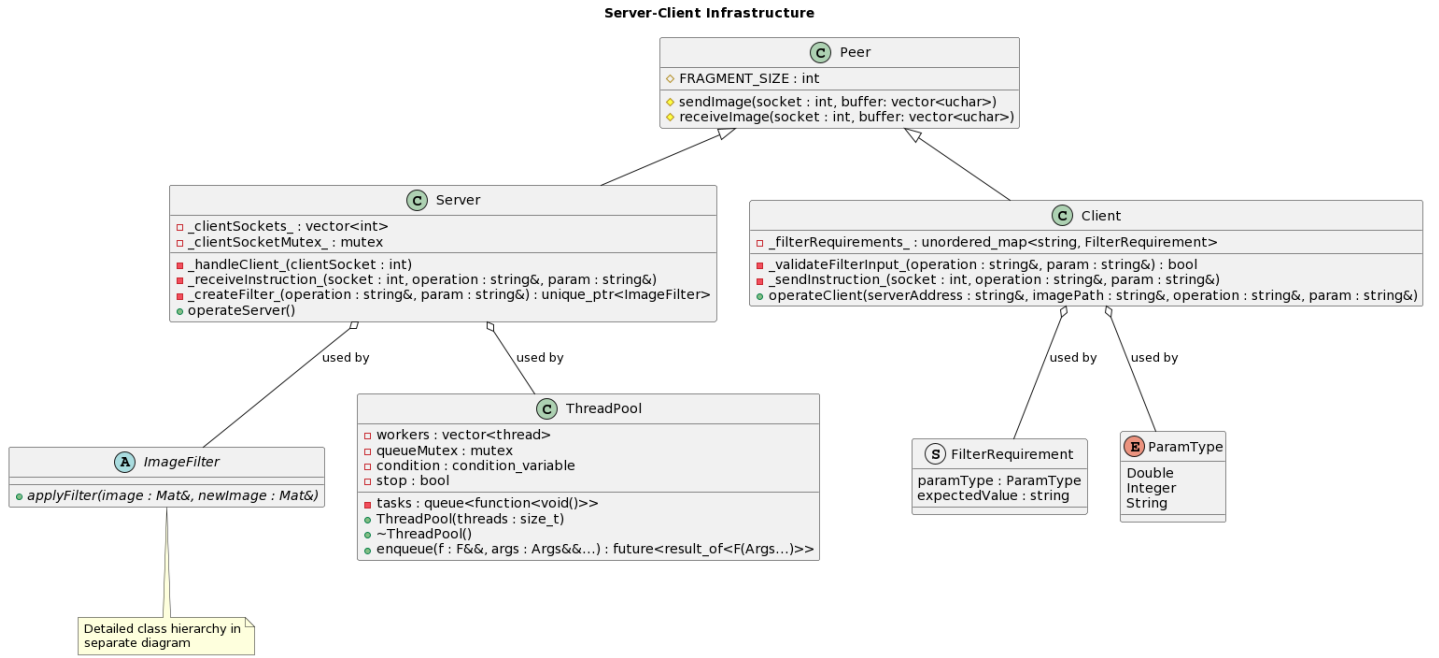 Server-Client Infrastructure
C Peer
FRAGMENT_SIZE : int
sendImage(socket : int, buffer: vector<uchar>)
receiveImage(socket : int, buffer: vector<uchar>)
C Server
_clientSockets_ : vector<int>
_clientSocketMutex_ : mutex
_handleClient_(clientSocket : int)
_receiveInstruction_(socket : int, operation : string&, param : string&)
_createFilter_(operation : string&, param : string&) : unique_ptr<ImageFilter>
operateServer()
C Client
_filterRequirements_ : unordered_map<string, FilterRequirement>
_validateFilterInput_(operation : string&, param : string&) : bool
_sendInstruction_(socket : int, operation : string&, param : string&)
operateClient(serverAddress : string&, imagePath : string&, operation : string&, param : string&)
used by
used by
used by
used by
A ImageFilter
applyFilter(image : Mat&, newImage : Mat&)
C ThreadPool
workers : vector<thread>
queueMutex : mutex
condition : condition_variable
stop : bool
tasks : queue<function<void()>>
ThreadPool(threads : size_t)
~ThreadPool()
enqueue(f : F&&, args : Args&&...) : future<result_of<F(Args...)>>
S FilterRequirement
paramType : ParamType
expectedValue : string
E ParamType
Double
Integer
String
Detailed class hierarchy in
separate diagram